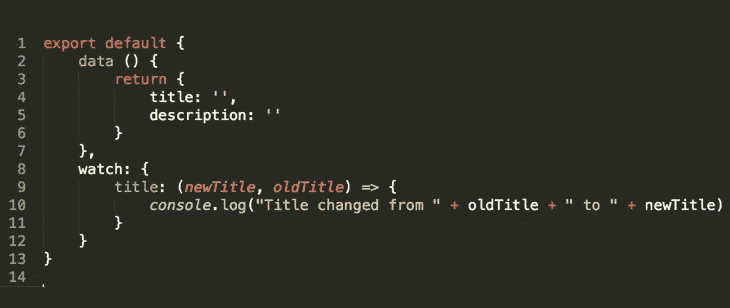 1 export default {
2     data () {
3         return {
4             title: '',
5             description: ''
6         }
7     },
8     watch: {
9         title: (newTitle, oldTitle) => {
10             console.log("Title changed from " + oldTitle + " to " + newTitle)
11         }
12     }
13 }
14